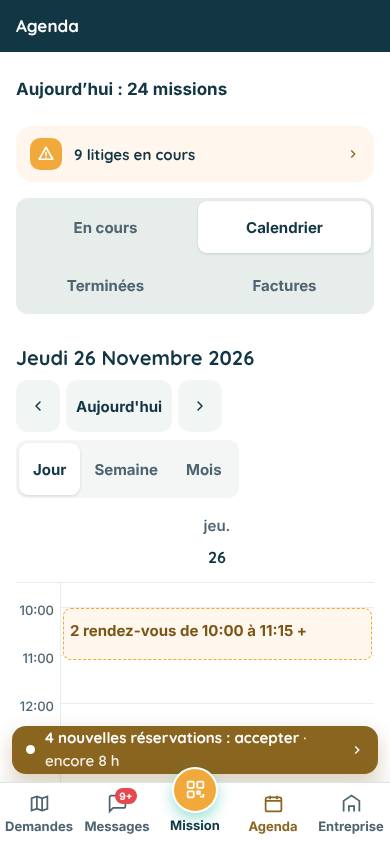 Agenda
Aujourd’hui : 24 missions
9 litiges en cours
En cours
Calendrier
Terminées
Factures
Jeudi 26 Novembre 2026
Aujourd'hui
Jour
Semaine
Mois
jeu.
26
10:00
2 rendez-vous de 10:00 à 11:15 +
11:00
12:00
4 nouvelles réservations : accepter ·
encore 8 h
9+
Demandes
Messages
Mission
Agenda
Entreprise